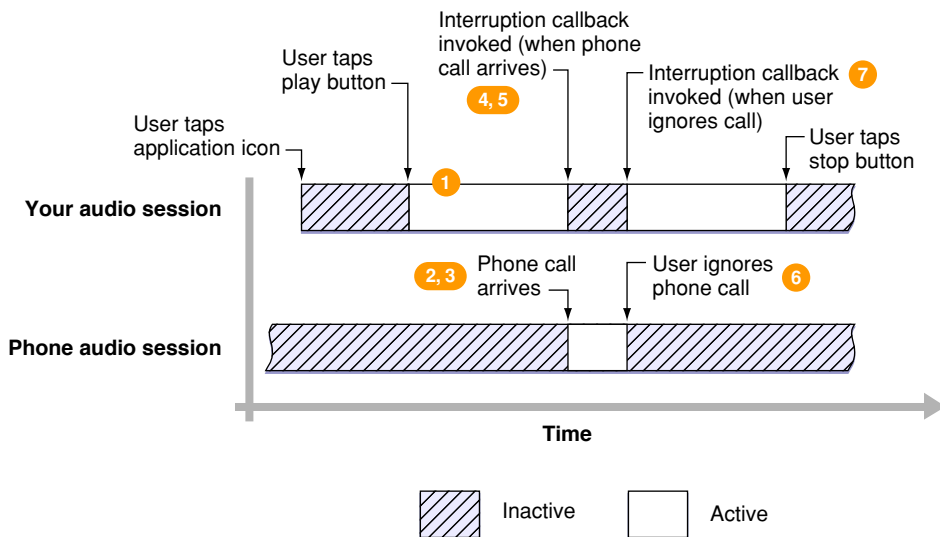 Interruption callback
invoked (when phone
call arrives)
4, 5
User taps
play button
Interruption callback
invoked (when user
ignores call)
7
User taps
application icon
User taps
stop button
Your audio session
1
2, 3
Phone call
arrives
User ignores
phone call
6
Phone audio session
Time
Inactive
Active